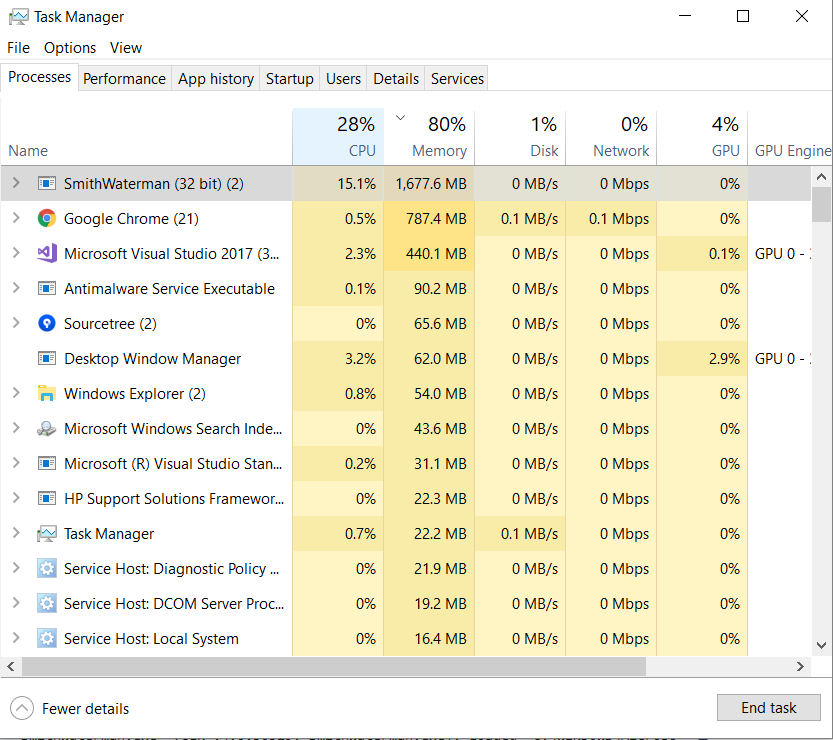 Task Manager
File Options View
Processes Performance App history Startup Users Details Services
28% 80% 1% 0% 4%
Name CPU Memory Disk Network GPU GPU Engine
SmithWaterman (32 bit) (2) 15.1% 1,677.6 MB 0 MB/s 0 Mbps 0%
Google Chrome (21) 0.5% 787.4 MB 0.1 MB/s 0.1 Mbps 0%
Microsoft Visual Studio 2017 (3... 2.3% 440.1 MB 0 MB/s 0 Mbps 0.1% GPU 0 -
Antimalware Service Executable 0.1% 90.2 MB 0 MB/s 0 Mbps 0%
Sourcetree (2) 0% 65.6 MB 0 MB/s 0 Mbps 0%
Desktop Window Manager 3.2% 62.0 MB 0 MB/s 0 Mbps 2.9% GPU 0 -
Windows Explorer (2) 0.8% 54.0 MB 0 MB/s 0 Mbps 0%
Microsoft Windows Search Inde... 0% 43.6 MB 0 MB/s 0 Mbps 0%
Microsoft (R) Visual Studio Stan... 0.2% 31.1 MB 0 MB/s 0 Mbps 0%
HP Support Solutions Framewor... 0% 22.3 MB 0 MB/s 0 Mbps 0%
Task Manager 0.7% 22.2 MB 0.1 MB/s 0 Mbps 0%
Service Host: Diagnostic Policy ... 0% 21.9 MB 0 MB/s 0 Mbps 0%
Service Host: DCOM Server Proc... 0% 19.2 MB 0 MB/s 0 Mbps 0%
Service Host: Local System 0% 16.4 MB 0 MB/s 0 Mbps 0%
Fewer details End task